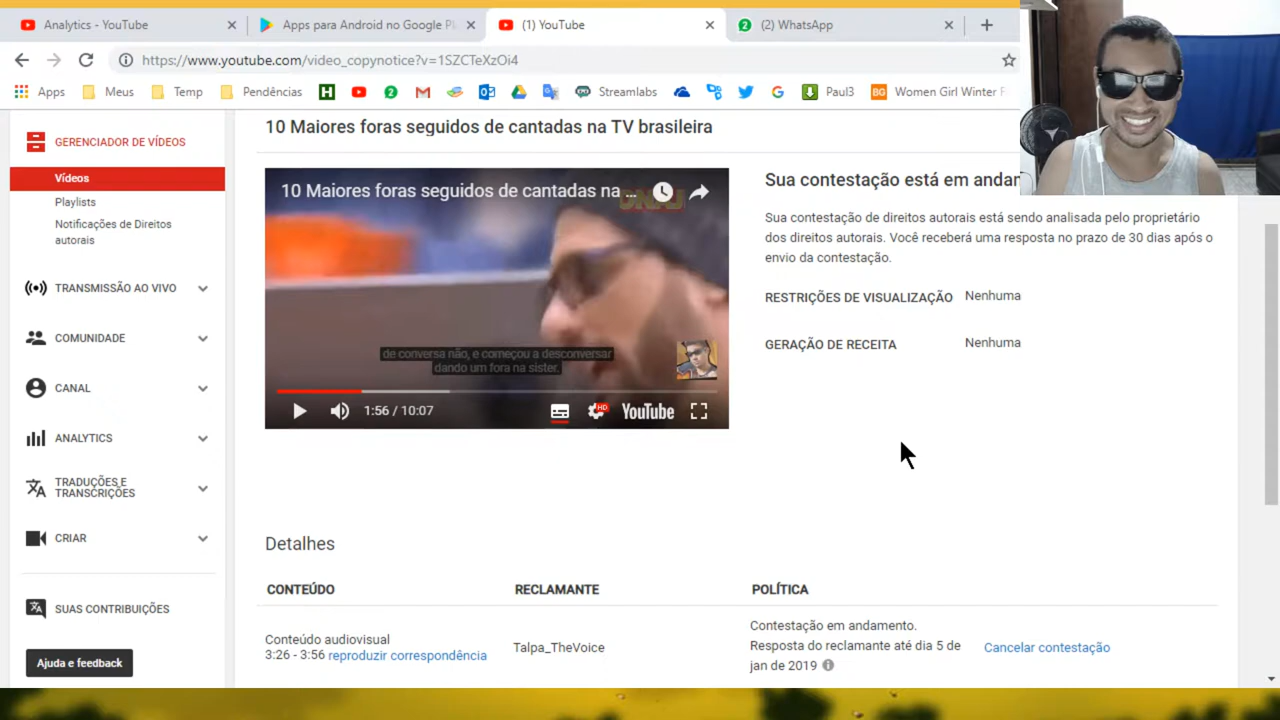 Analytics - YouTube
Apps para Android no Google Pl
(1) YouTube
2 (2) WhatsApp
https://www.youtube.com/video_copynotice?v=1SZCTeXzOi4
Apps
Meus
Temp
Pendências
H
2
Streamlabs
Paul3
BG Women Girl Winter F
GERENCIADOR DE VÍDEOS
Vídeos
Playlists
Notificações de Direitos
autorais
TRANSMISSÃO AO VIVO
COMUNIDADE
CANAL
ANALYTICS
TRADUÇÕES E
TRANSCRIÇÕES
CRIAR
SUAS CONTRIBUIÇÕES
Ajuda e feedback
10 Maiores foras seguidos de cantadas na TV brasileira
10 Maiores foras seguidos de cantadas na ...
de conversa não, e começou a desconversar
dando um fora na sister.
1:56 / 10:07
HD
YouTube
Sua contestação está em andar
Sua contestação de direitos autorais está sendo analisada pelo proprietário
dos direitos autorais. Você receberá uma resposta no prazo de 30 dias após o
envio da contestação.
RESTRIÇÕES DE VISUALIZAÇÃO Nenhuma
GERAÇÃO DE RECEITA Nenhuma
Detalhes
CONTEÚDO
RECLAMANTE
POLÍTICA
Conteúdo audiovisual
3:26 - 3:56 reproduzir correspondência
Talpa_TheVoice
Contestação em andamento.
Resposta do reclamante até dia 5 de
jan de 2019
Cancelar contestação